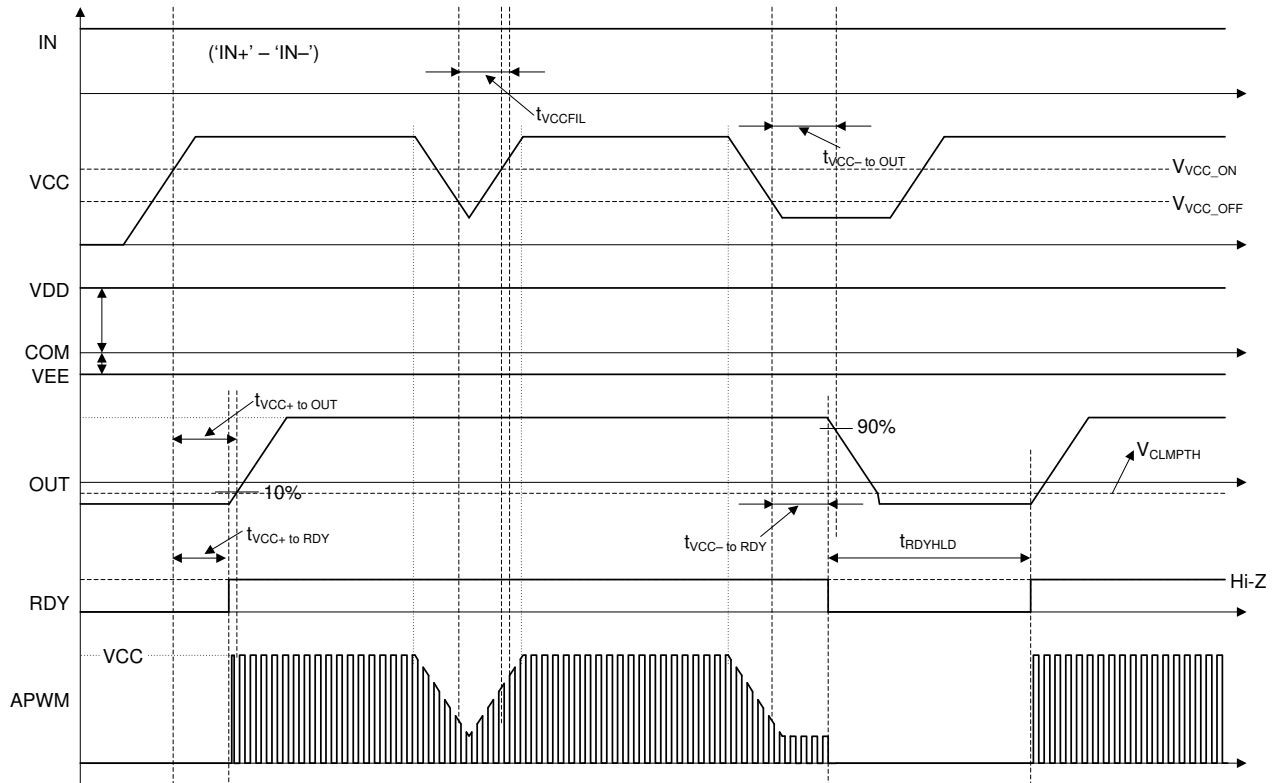 IN
('IN+' – 'IN–')
tVCCFIL
tVCC– to OUT
VCC
VVCC_ON
VVCC_OFF
VDD
COM
VEE
tVCC+ to OUT
90%
VCLMPTH
OUT
10%
tVCC+ to RDY
tVCC– to RDY
tRDYHLD
Hi-Z
RDY
VCC
APWM